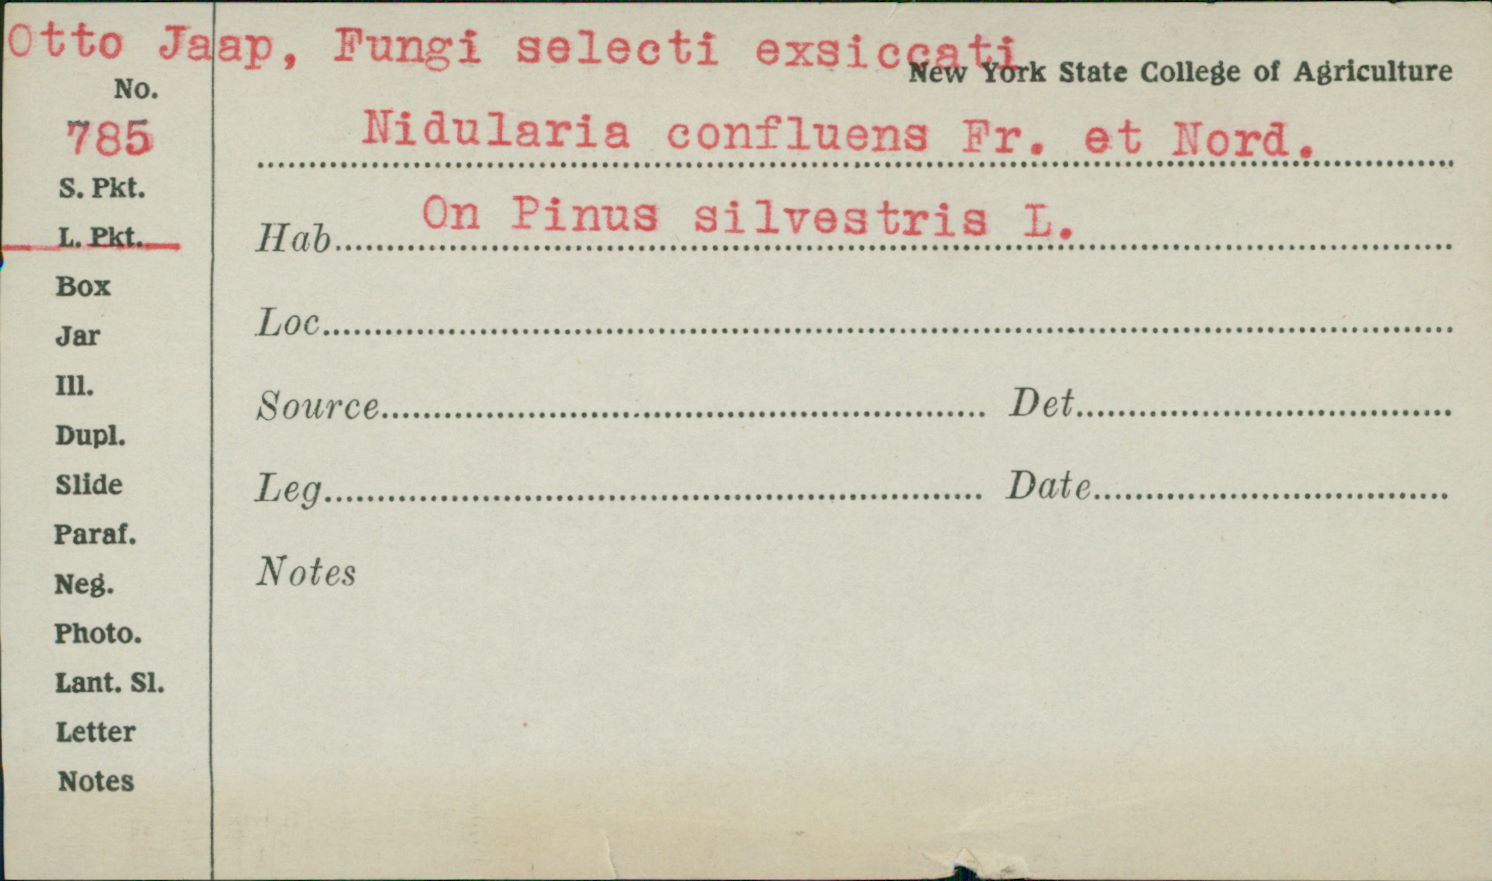 Otto Jaap, Fungi selecti exsiccati
New York State College of Agriculture
No.
785
Nidularia confluens Fr. et Nord.
S. Pkt.
L. Pkt.
Hab. On Pinus silvestris L.
Box
Loc.
Jar
Ill.
Source Det.
Dupl.
Slide
Leg. Date
Paraf.
Notes
Neg.
Photo.
Lant. Sl.
Letter
Notes